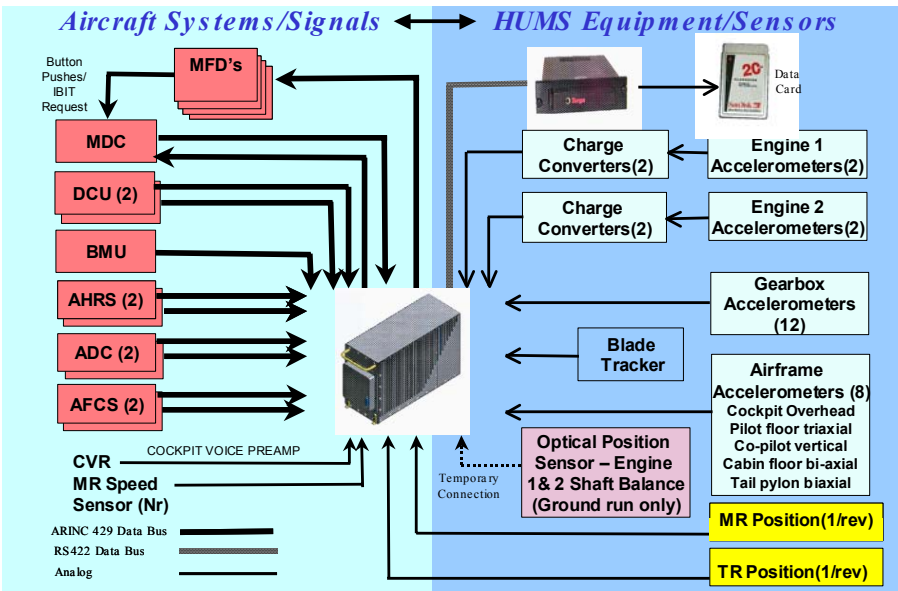 Aircraft Systems/Signals
HUMS Equipment/Sensors
Button
Pushes/
IBIT
Request
MFD's
MDC
DCU (2)
BMU
AHRS (2)
ADC (2)
AFCS (2)
CVR
COCKPIT VOICE PREAMP
MR Speed
Sensor (Nr)
ARINC 429 Data Bus
RS422 Data Bus
Analog
20
SanDisk
Data
Card
Charge
Converters(2)
Engine 1
Accelerometers(2)
Charge
Converters(2)
Engine 2
Accelerometers(2)
Gearbox
Accelerometers
(12)
Blade
Tracker
Airframe
Accelerometers (8)
Cockpit Overhead
Pilot floor triaxial
Co-pilot vertical
Cabin floor bi-axial
Tail pylon biaxial
Temporary
Connection
Optical Position
Sensor – Engine
1& 2 Shaft Balance
(Ground run only)
MR Position(1/rev)
TR Position(1/rev)